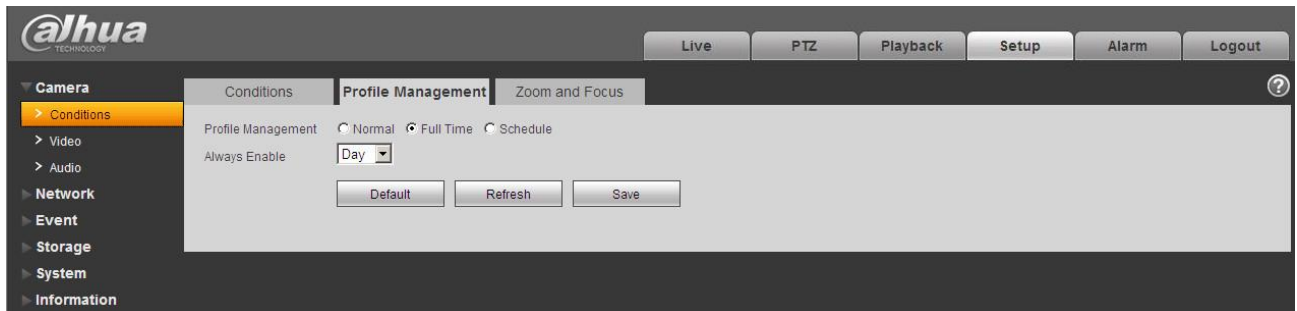 alhua
TECHNOLOGY
Live PTZ Playback Setup Alarm Logout
Camera
> Conditions
> Video
> Audio
Network
Event
Storage
System
Information
Conditions Profile Management Zoom and Focus
?
Profile Management Normal Full Time Schedule
Always Enable Day
Default Refresh Save